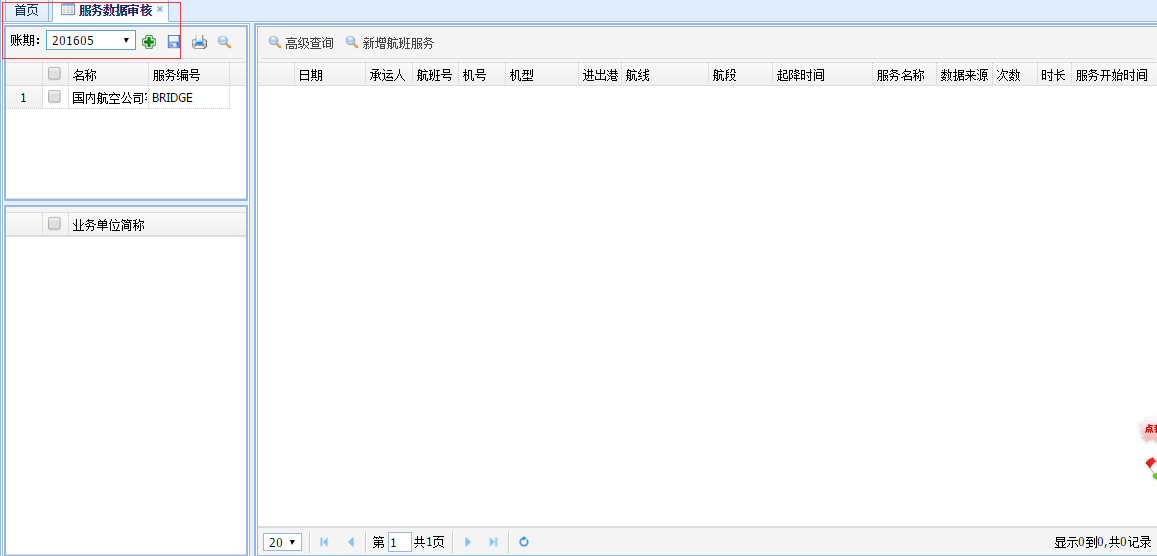 首页 服务数据审核
账期: 201605
高级查询 新增航班服务
名称 服务编号
1 国内航空公司 BRIDGE
业务单位简称
日期 承运人 航班号 机号 机型 进出港 航线 航段 起降时间 服务名称 数据来源 次数 时长 服务开始时间
20 第 1 共1页
显示0到0,共0记录
点